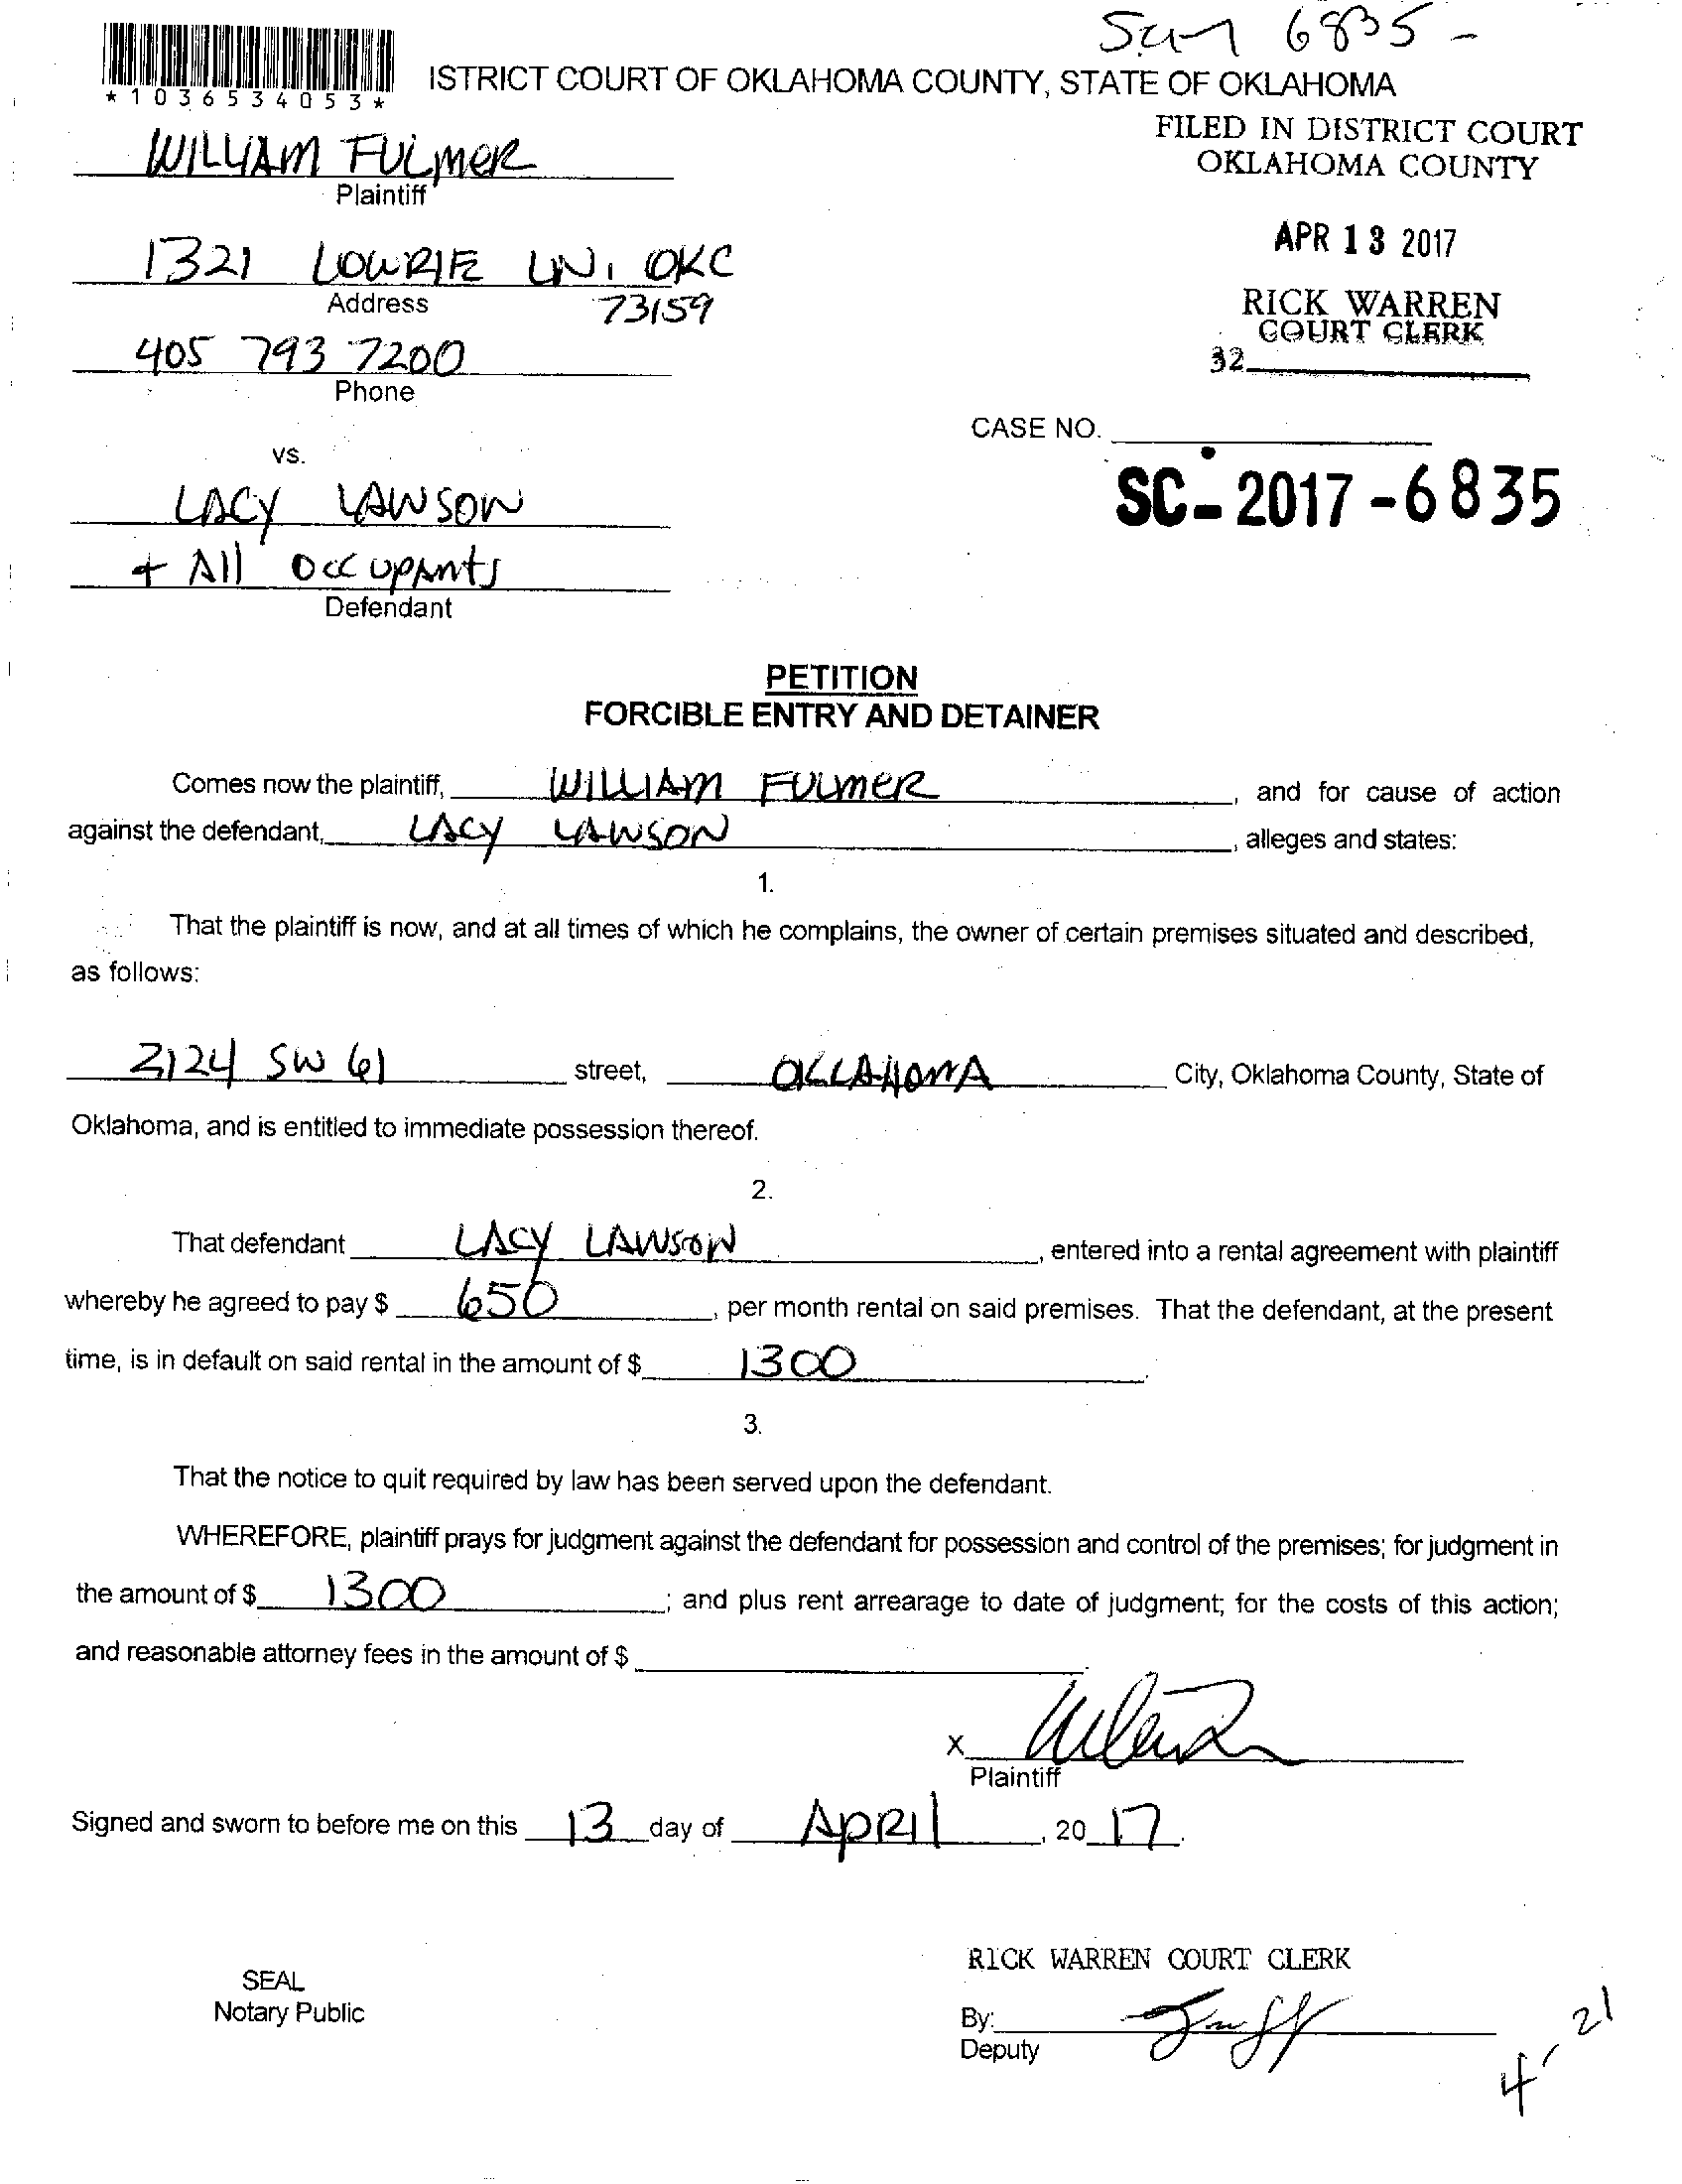 6835 -
*1036534053*
ISTRICT COURT OF OKLAHOMA COUNTY, STATE OF OKLAHOMA
FILED IN DISTRICT COURT
OKLAHOMA COUNTY
WILLIAM FULMER
Plaintiff
APR 13 2017
1321 LOWRIE LN. OKC
Address 73159
RICK WARREN
COURT CLERK
32
405 793 7200
Phone
CASE NO.
vs.
SC-2017-6835
LACY LAWSON
+ All OCCUPANTS
Defendant
PETITION
FORCIBLE ENTRY AND DETAINER
Comes now the plaintiff, WILLIAM FULMER, and for cause of action
against the defendant, LACY LAWSON, alleges and states:
1.
That the plaintiff is now, and at all times of which he complains, the owner of certain premises situated and described,
as follows:
2124 SW 61 street, OKLAHOMA City, Oklahoma County, State of
Oklahoma, and is entitled to immediate possession thereof.
2.
That defendant LACY LAWSON, entered into a rental agreement with plaintiff
whereby he agreed to pay $ 650, per month rental on said premises. That the defendant, at the present
time, is in default on said rental in the amount of $ 1300.
3.
That the notice to quit required by law has been served upon the defendant.
WHEREFORE, plaintiff prays for judgment against the defendant for possession and control of the premises; for judgment in
the amount of $ 1300; and plus rent arrearage to date of judgment; for the costs of this action;
and reasonable attorney fees in the amount of $ .
X
Plaintiff
Signed and sworn to before me on this 13 day of APRIl, 20 17.
RICK WARREN COURT CLERK
SEAL
Notary Public
By:
Deputy
4, 21